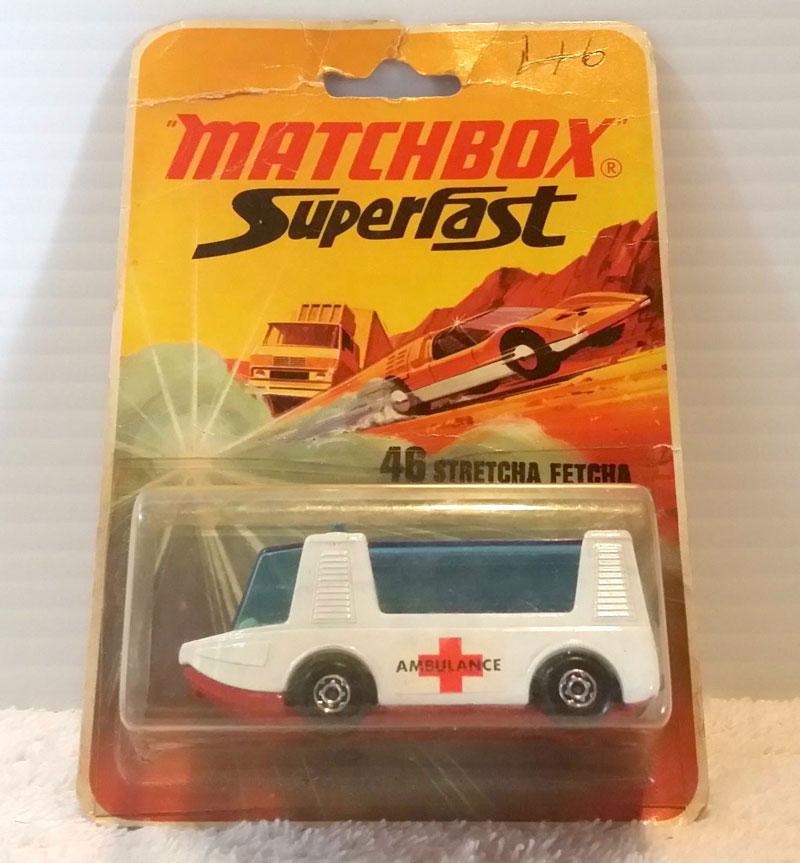 "MATCHBOX"®
Superfast
46 STRETCHA FETCHA
AMBULANCE